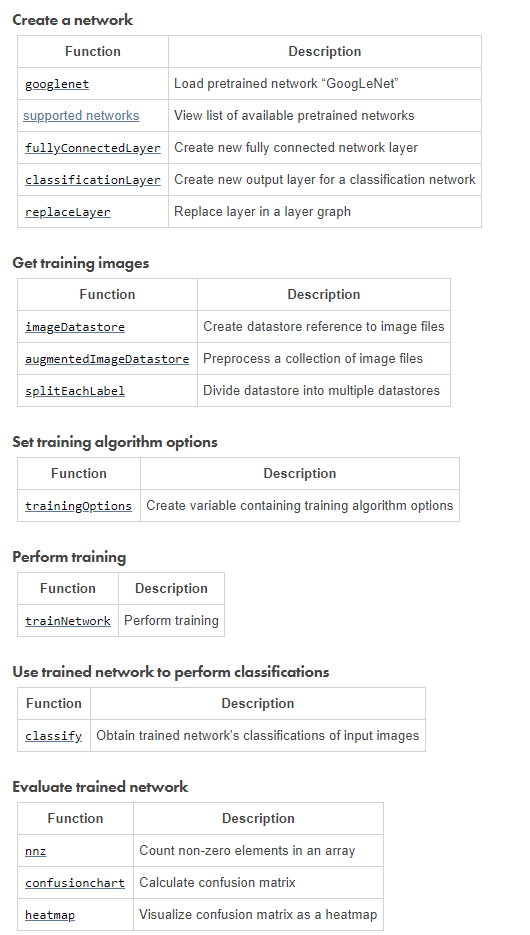 Create a network
Function Description
googlenet Load pretrained network “GoogLeNet”
supported networks View list of available pretrained networks
fullyConnectedLayer Create new fully connected network layer
classificationLayer Create new output layer for a classification network
replaceLayer Replace layer in a layer graph
Get training images
Function Description
imageDatastore Create datastore reference to image files
augmentedImageDatastore Preprocess a collection of image files
splitEachLabel Divide datastore into multiple datastores
Set training algorithm options
Function Description
trainingOptions Create variable containing training algorithm options
Perform training
Function Description
trainNetwork Perform training
Use trained network to perform classifications
Function Description
classify Obtain trained network's classifications of input images
Evaluate trained network
Function Description
nnz Count non-zero elements in an array
confusionchart Calculate confusion matrix
heatmap Visualize confusion matrix as a heatmap